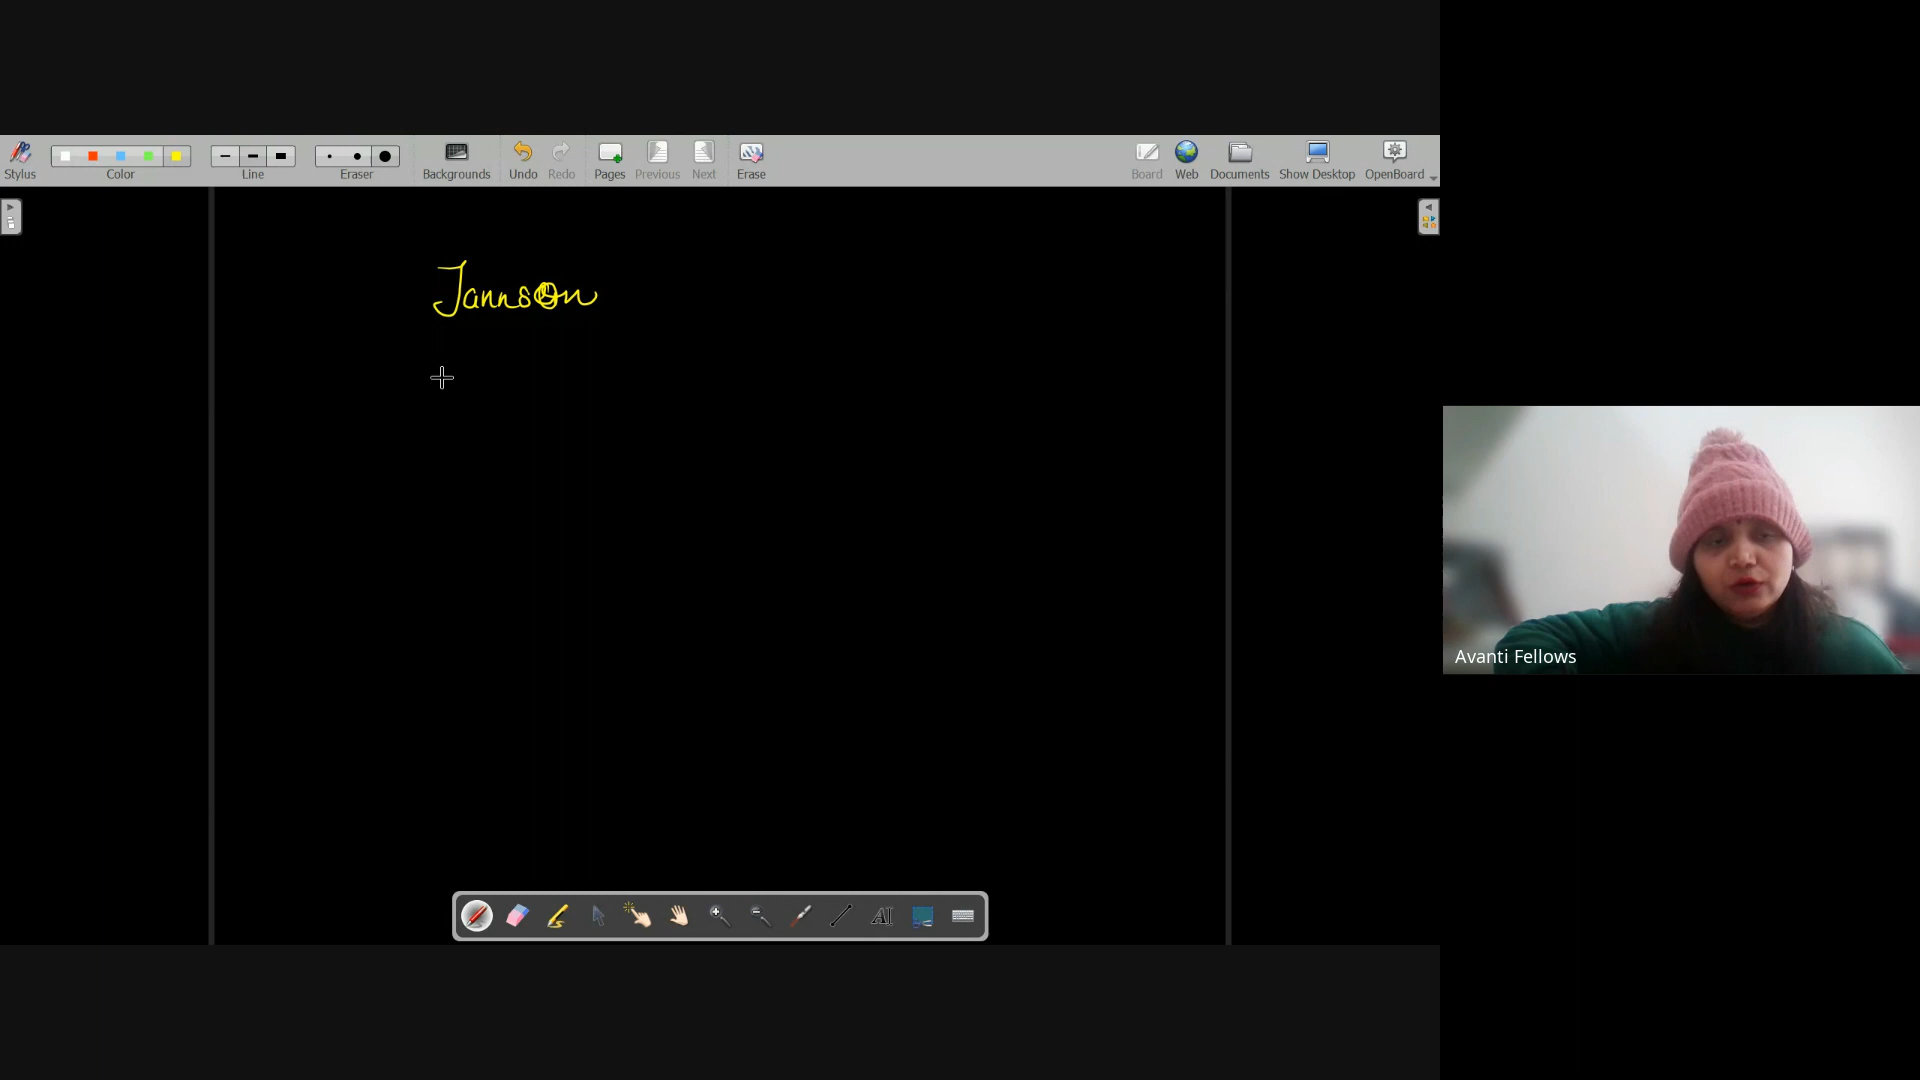 Stylus
Color
Line
Eraser
Backgrounds
Undo
Redo
Pages
Previous
Next
Erase
Board
Web
Documents
Show Desktop
OpenBoard
Jannson
Avanti Fellows